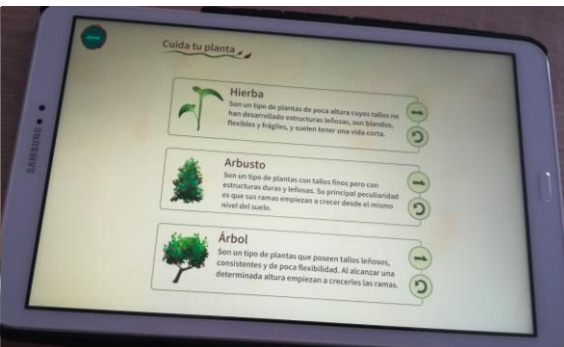 Cuida tu planta
Hierba
Son un tipo de plantas de poca altura cuyos tallos no
han desarrollado estructuras leñosas, son blandos,
flexibles y frágiles, y suelen tener una vida corta.
Arbusto
Son un tipo de plantas con tallos finos pero con
estructuras duras y leñosas. Su principal peculiaridad
es que sus ramas empiezan a crecer desde el mismo
nivel del suelo.
Árbol
Son un tipo de plantas que poseen tallos leñosos,
consistentes y de poca flexibilidad. Al alcanzar una
determinada altura empiezan a crecerles las ramas.
SAMSUNG